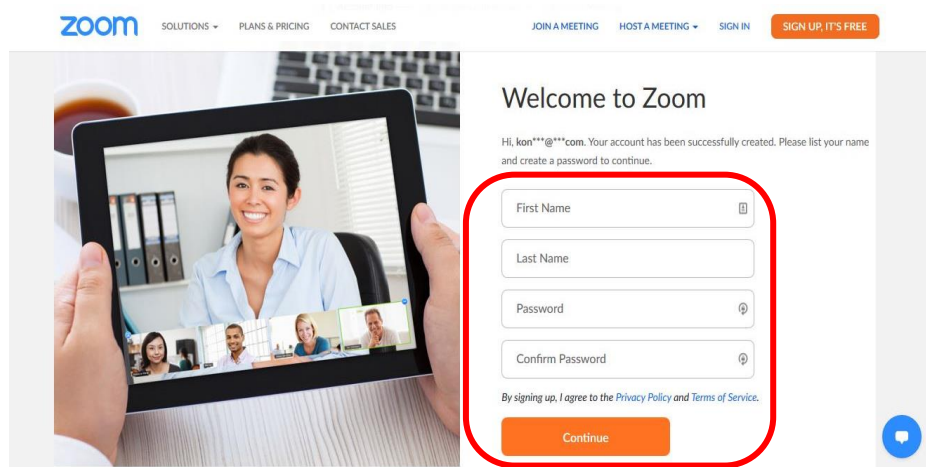 zoom SOLUTIONS PLANS & PRICING CONTACT SALES JOIN A MEETING HOST A MEETING SIGN IN SIGN UP, IT'S FREE
Welcome to Zoom
Hi, kon***@***com. Your account has been successfully created. Please list your name
and create a password to continue.
First Name
Last Name
Password
Confirm Password
By signing up, I agree to the Privacy Policy and Terms of Service.
Continue